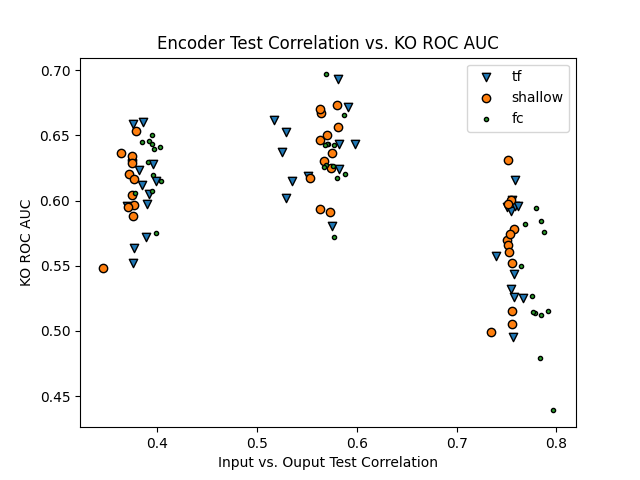 Encoder Test Correlation vs. KO ROC AUC
tf
shallow
fc
KO ROC AUC
0.70
0.65
0.60
0.55
0.50
0.45
0.4
0.5
0.6
0.7
0.8
Input vs. Ouput Test Correlation